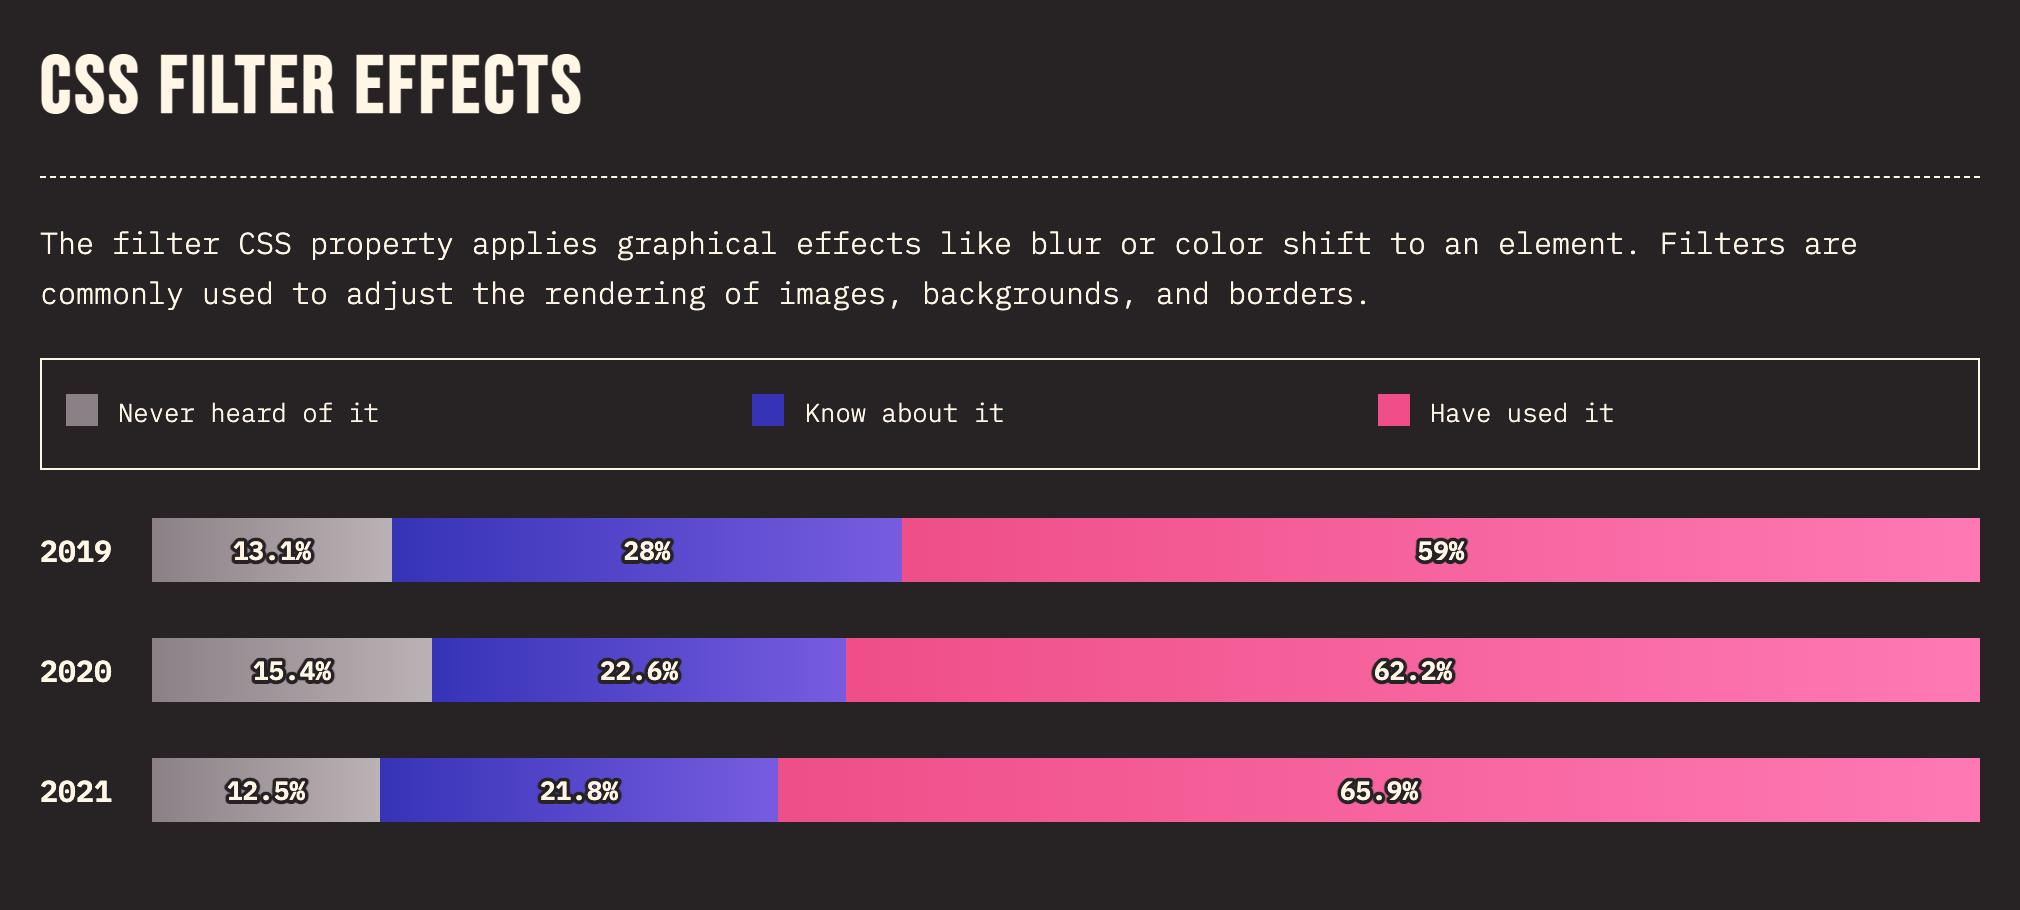 CSS FILTER EFFECTS
The filter CSS property applies graphical effects like blur or color shift to an element. Filters are
commonly used to adjust the rendering of images, backgrounds, and borders.
Never heard of it Know about it Have used it
2019 13.1% 28% 59%
2020 15.4% 22.6% 62.2%
2021 12.5% 21.8% 65.9%